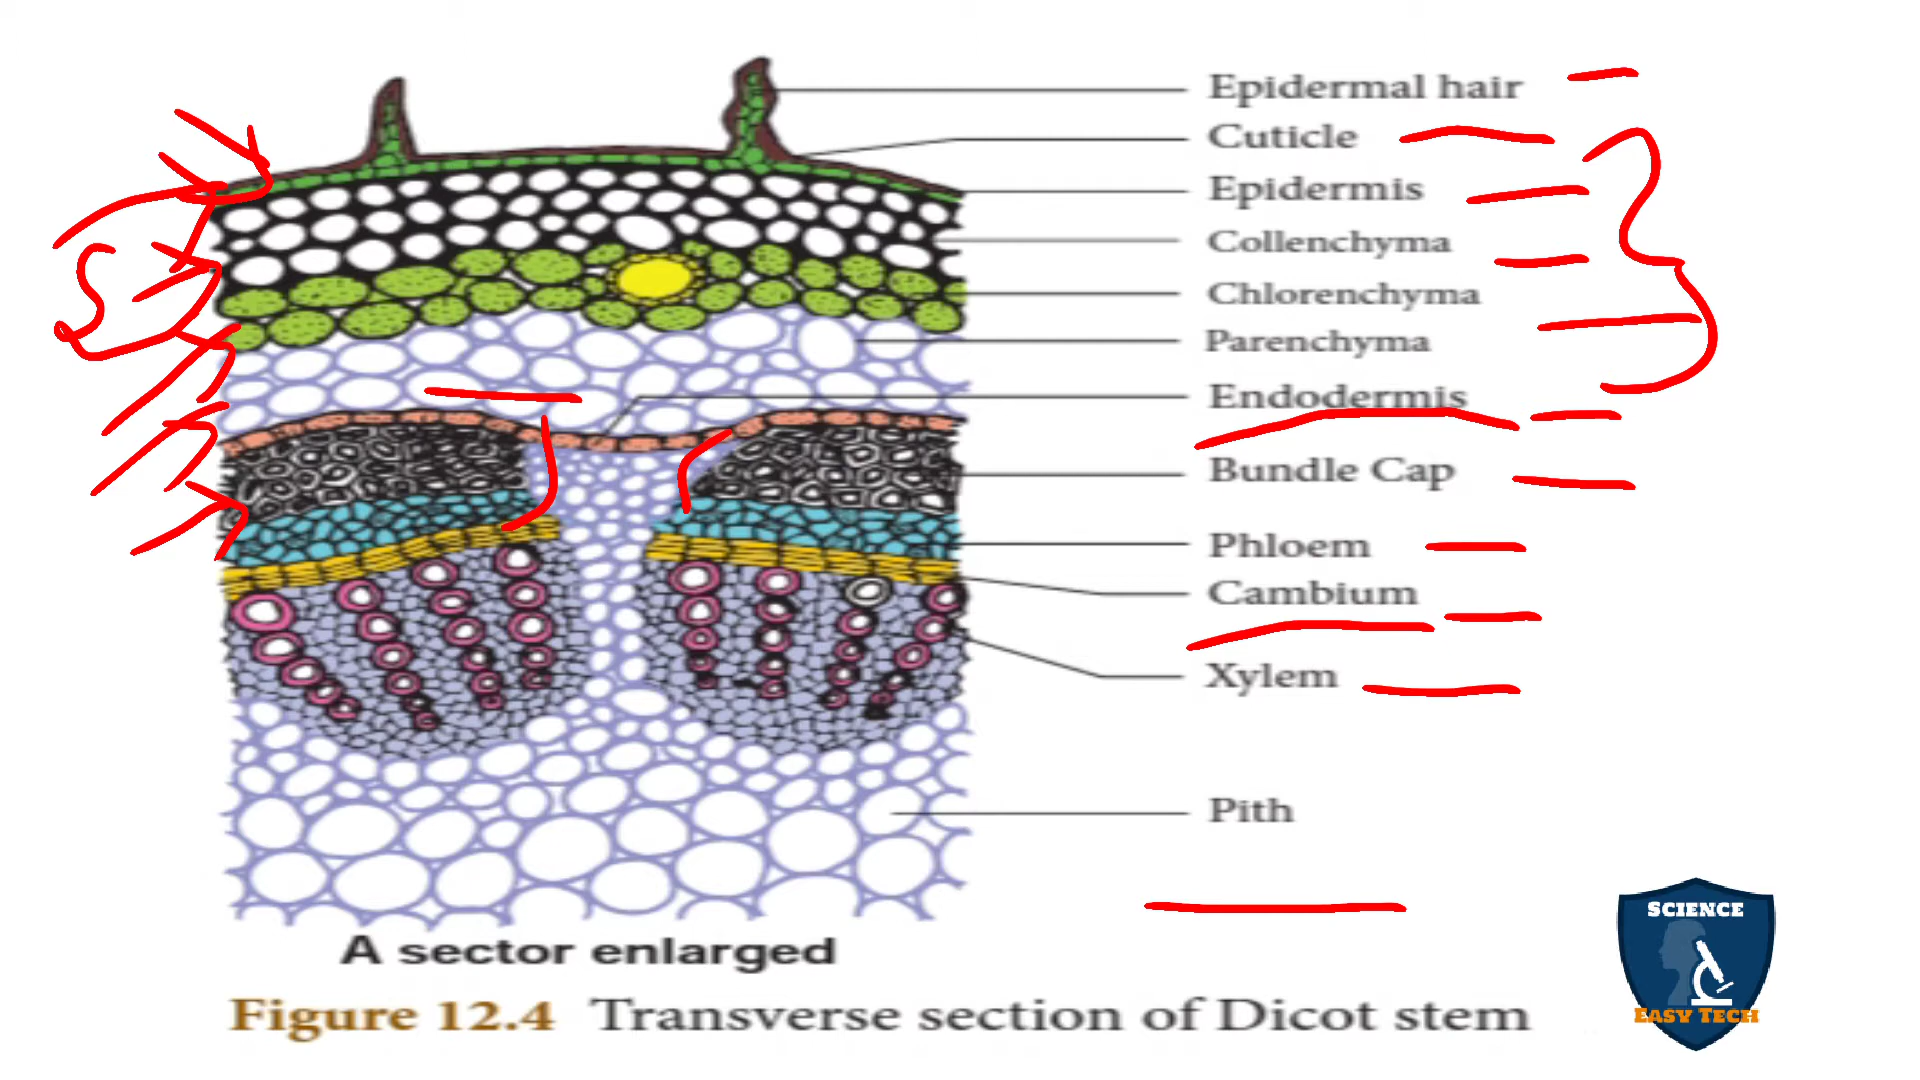 Epidermal hair
Cuticle
Epidermis
Collenchyma
Chlorenchyma
Parenchyma
Endodermis
Bundle Cap
Phloem
Cambium
Xylem
Pith
A sector enlarged
Figure 12.4 Transverse section of Dicot stem
SCIENCE
EASY TECH